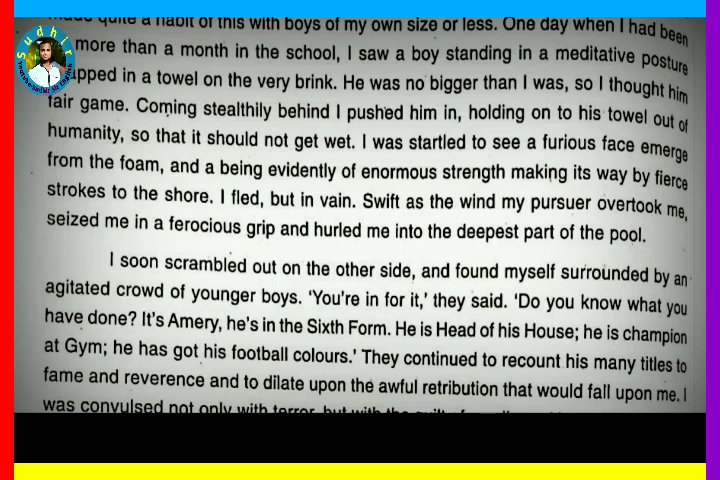 made quite a habit of this with boys of my own size or less. One day when I had been
more than a month in the school, I saw a boy standing in a meditative posture
pped in a towel on the very brink. He was no bigger than I was, so I thought him
fair game. Coming stealthily behind I pushed him in, holding on to his towel out of
humanity, so that it should not get wet. I was startled to see a furious face emerge
from the foam, and a being evidently of enormous strength making its way by fierce
strokes to the shore. I fled, but in vain. Swift as the wind my pursuer overtook me,
seized me in a ferocious grip and hurled me into the deepest part of the pool.
I soon scrambled out on the other side, and found myself surrounded by an
agitated crowd of younger boys. ‘You're in for it,’ they said. ‘Do you know what you
have done? It's Amery, he's in the Sixth Form. He is Head of his House; he is champion
at Gym; he has got his football colours.’ They continued to recount his many titles to
fame and reverence and to dilate upon the awful retribution that would fall upon me. I
was convulsed not only with terror, but with the guilt of
Sudhir